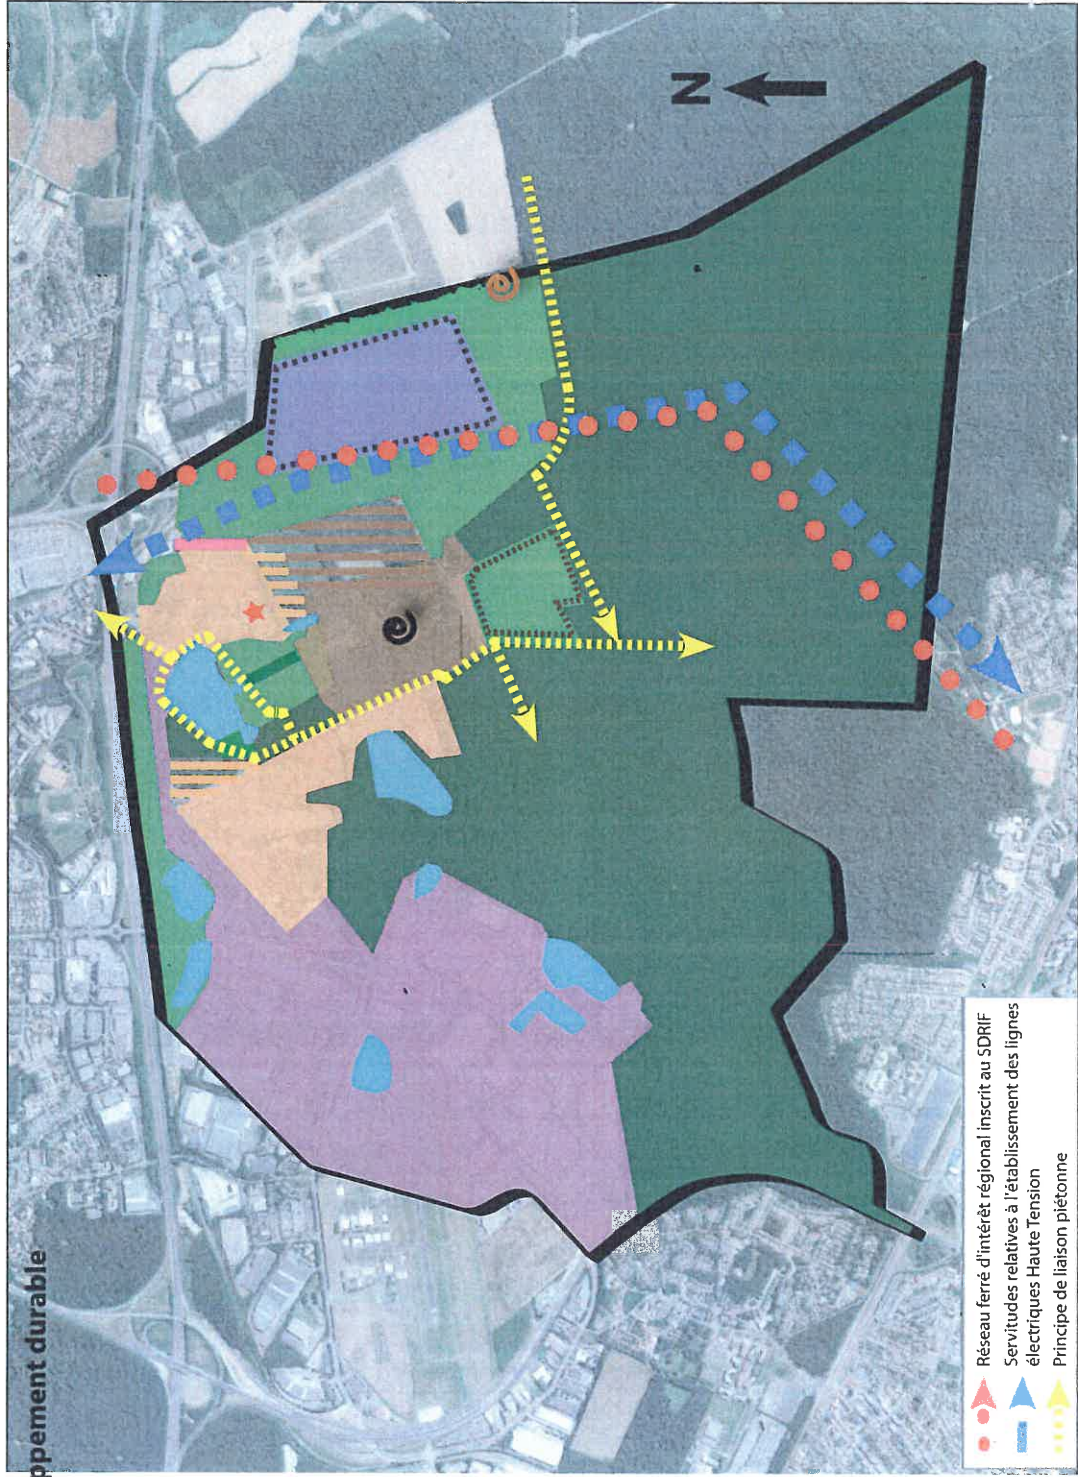 ppement durable
N
Réseau ferré d'intérêt régional inscrit au SDRIF
Servitudes relatives à l'établissement des lignes
électriques Haute Tension
Principe de liaison piétonne